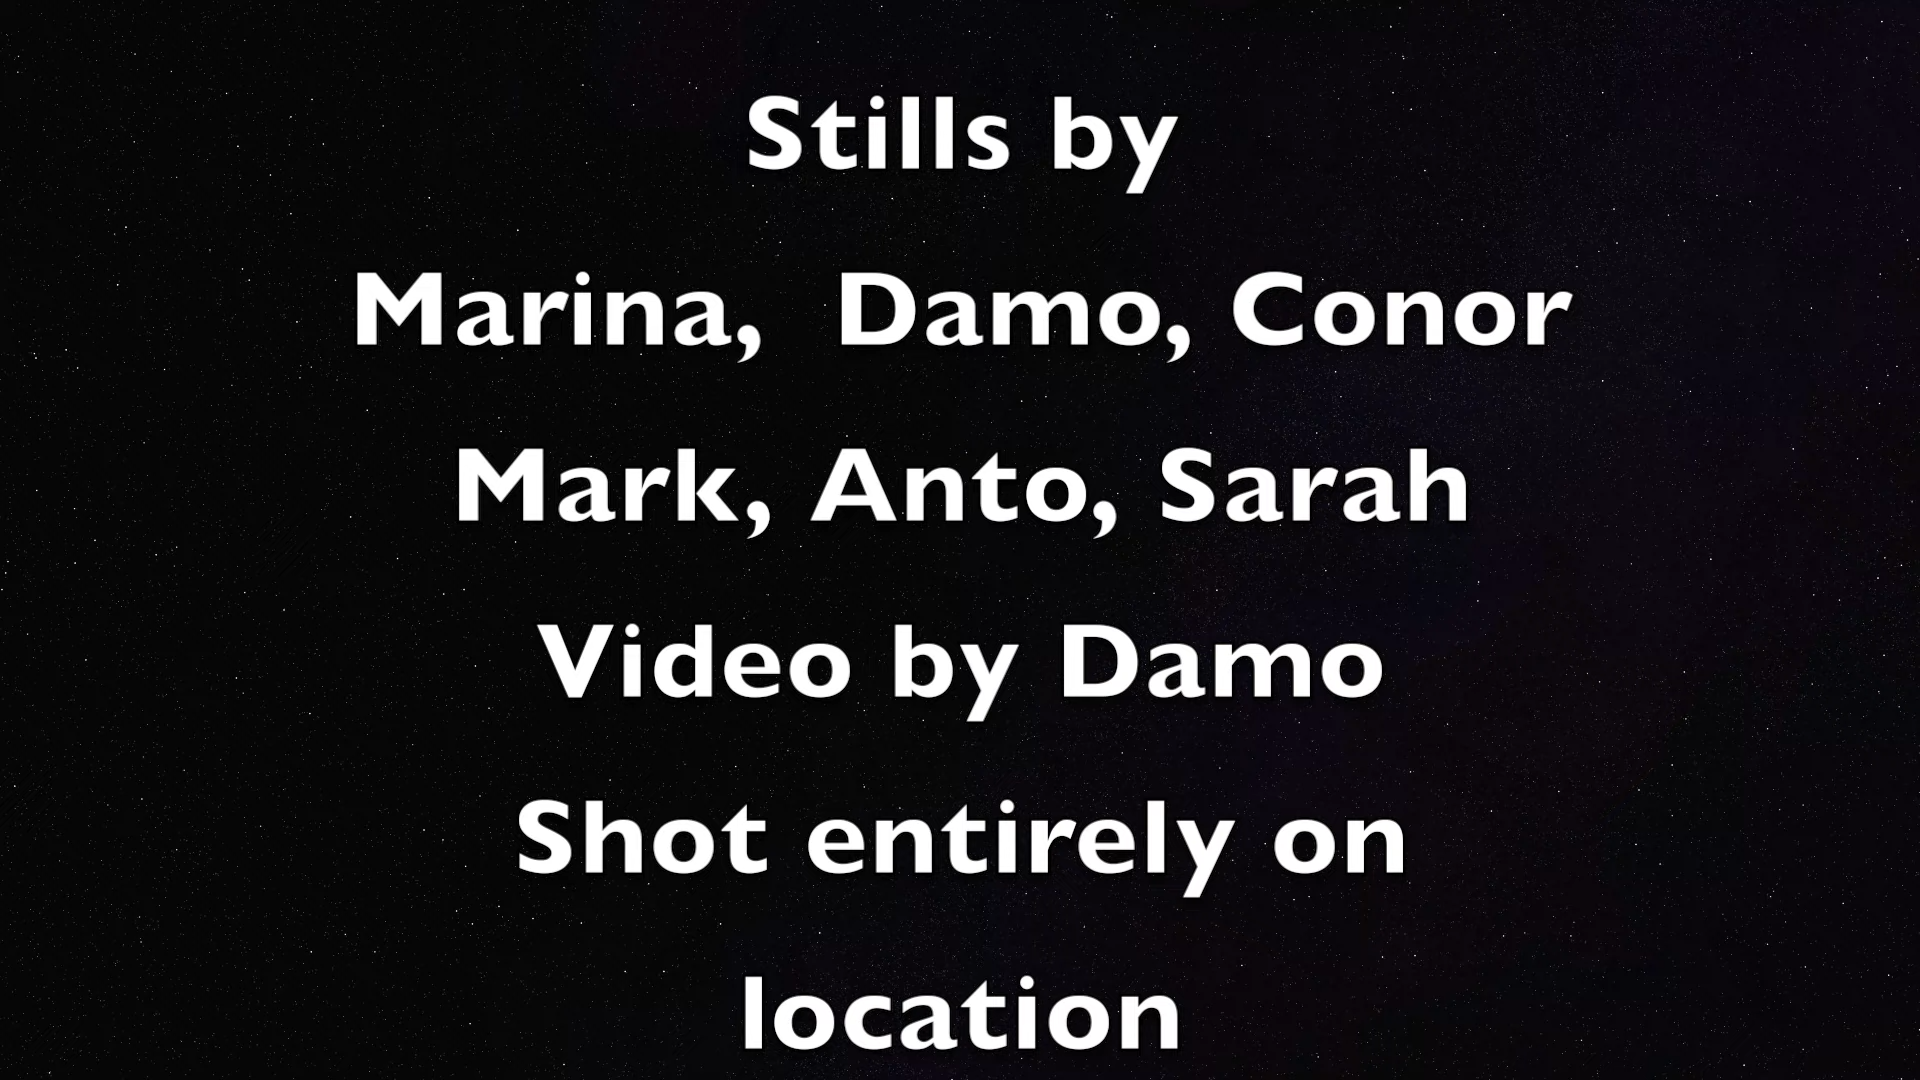 Stills by
Marina,  Damo, Conor
Mark, Anto, Sarah
Video by Damo
Shot entirely on
location